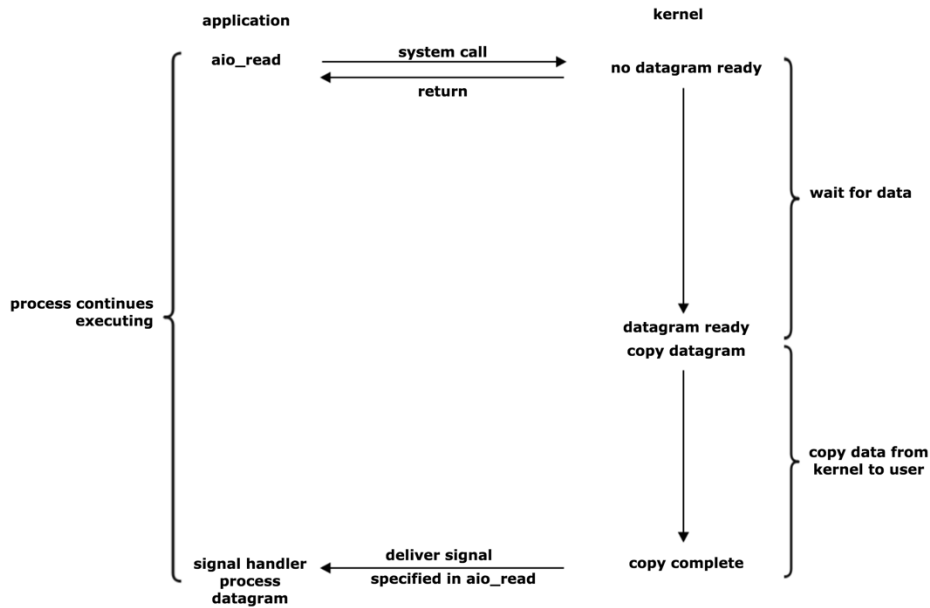 application
kernel
aio_read
system call
no datagram ready
return
wait for data
process continues
executing
datagram ready
copy datagram
copy data from
kernel to user
signal handler
process
datagram
deliver signal
specified in aio_read
copy complete